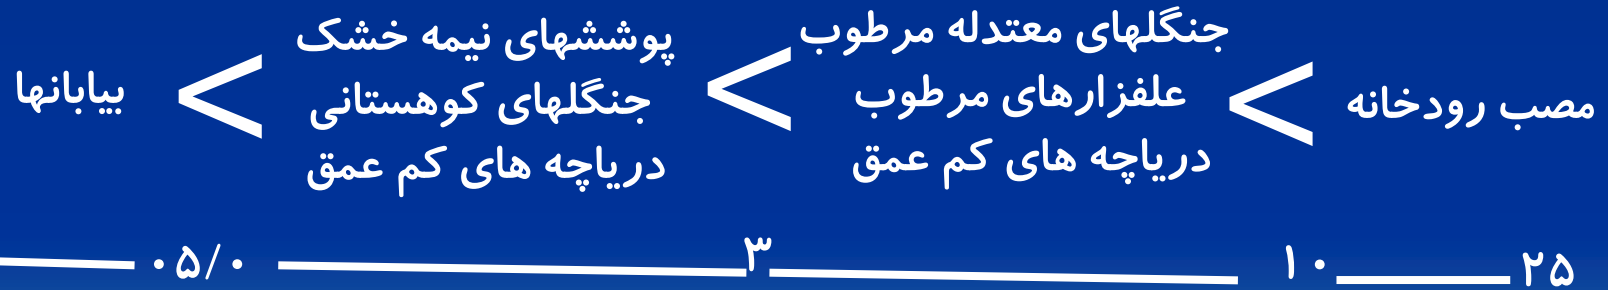 مصب رودخانه
>
جنگلهای معتدله مرطوب
علفزارهای مرطوب
دریاچه های کم عمق
>
پوششهای نیمه خشک
جنگلهای کوهستانی
دریاچه های کم عمق
>
بیابانها
۲۵ ۱۰ ۳ ۰۵/۰